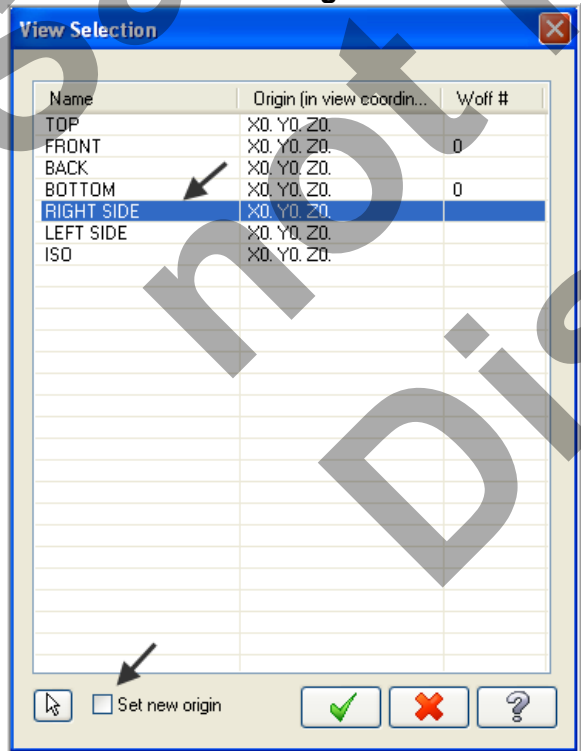 View Selection
Name Origin (in view coordin... Woff #
TOP X0. Y0. Z0.
FRONT X0. Y0. Z0. 0
BACK X0. Y0. Z0.
BOTTOM X0. Y0. Z0. 0
RIGHT SIDE X0. Y0. Z0.
LEFT SIDE X0. Y0. Z0.
ISO X0. Y0. Z0.
Set new origin